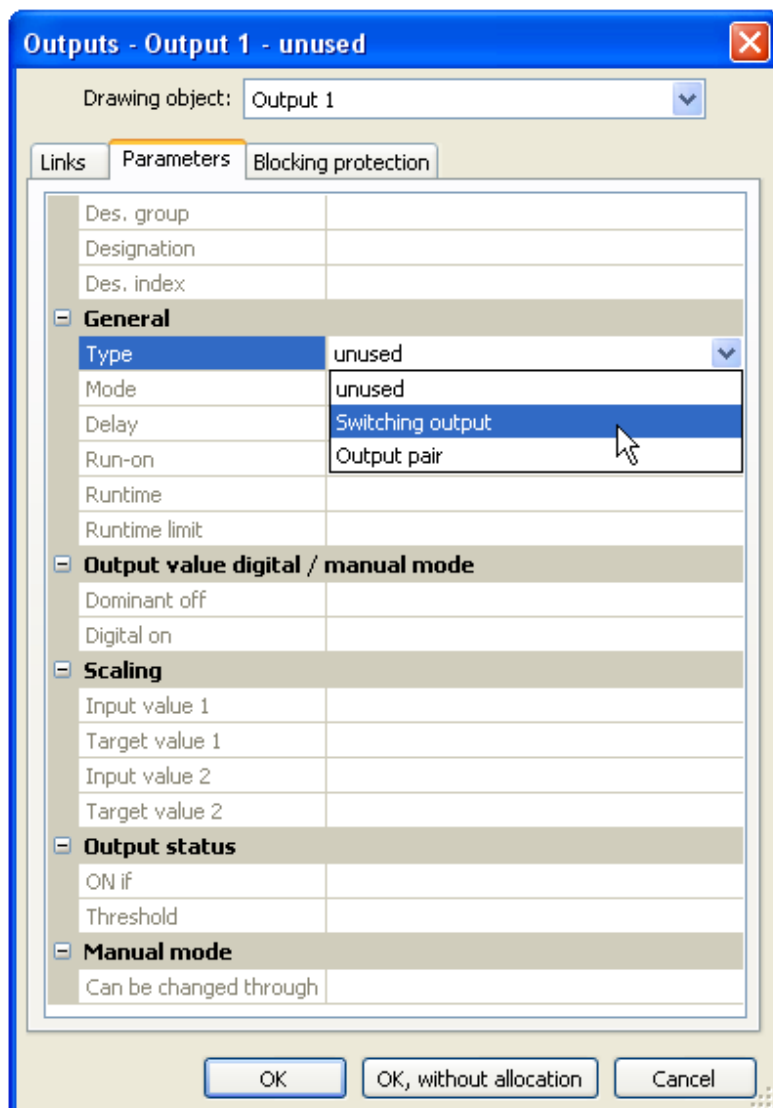 Outputs - Output 1 - unused
Drawing object: Output 1
Links Parameters Blocking protection
Des. group
Designation
Des. index
General
Type unused
Mode unused
Delay Switching output
Run-on Output pair
Runtime
Runtime limit
Output value digital / manual mode
Dominant off
Digital on
Scaling
Input value 1
Target value 1
Input value 2
Target value 2
Output status
ON if
Threshold
Manual mode
Can be changed through
OK OK, without allocation Cancel